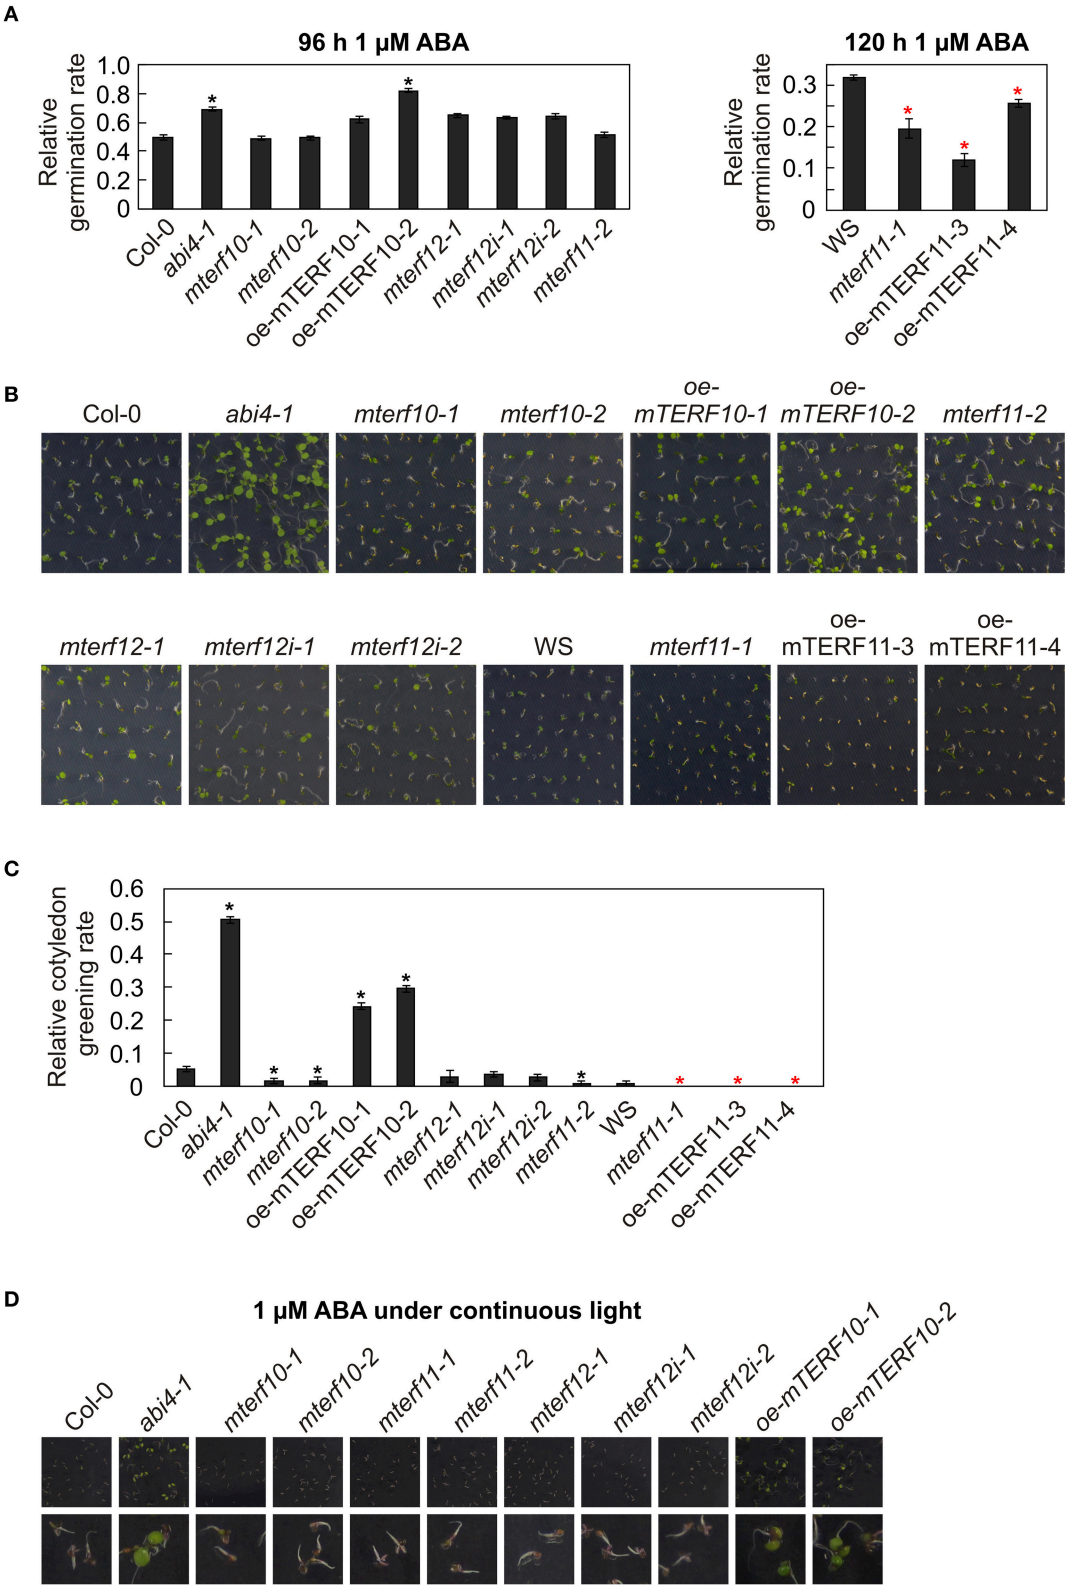 A
96 h 1 µM ABA
Relative
germination rate
1.0
0.8
0.6
0.4
0.2
0
Col-0
abi4-1
mterf10-1
mterf10-2
oe-mTERF10-1
oe-mTERF10-2
mterf12-1
mterf12i-1
mterf12i-2
mterf11-2
120 h 1 µM ABA
Relative
germination rate
0.3
0.2
0.1
0
WS
mterf11-1
oe-mTERF11-3
oe-mTERF11-4
* * * * *
B
Col-0
abi4-1
mterf10-1
mterf10-2
oe-
mTERF10-1
oe-
mTERF10-2
mterf11-2
mterf12-1
mterf12i-1
mterf12i-2
WS
mterf11-1
oe-
mTERF11-3
oe-
mTERF11-4
C
Relative cotyledon
greening rate
0.6
0.5
0.4
0.3
0.2
0.1
0
* * * * * * * * *
Col-0
abi4-1
mterf10-1
mterf10-2
oe-mTERF10-1
oe-mTERF10-2
mterf12-1
mterf12i-1
mterf12i-2
mterf11-2
WS
mterf11-1
oe-mTERF11-3
oe-mTERF11-4
D
1 µM ABA under continuous light
Col-0
abi4-1
mterf10-1
mterf10-2
mterf11-1
mterf11-2
mterf12-1
mterf12i-1
mterf12i-2
oe-mTERF10-1
oe-mTERF10-2